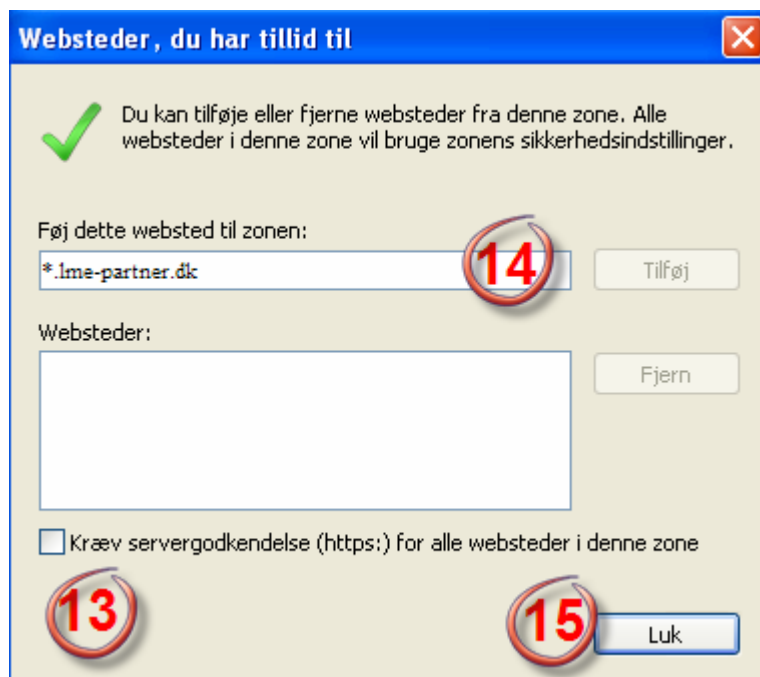 Websteder, du har tillid til
Du kan tilføje eller fjerne websteder fra denne zone. Alle
websteder i denne zone vil bruge zonens sikkerhedsindstillinger.
Føj dette websted til zonen:
*.lme-partner.dk
14
Tilføj
Websteder:
Fjern
Kræv servergodkendelse (https:) for alle websteder i denne zone
13
15
Luk